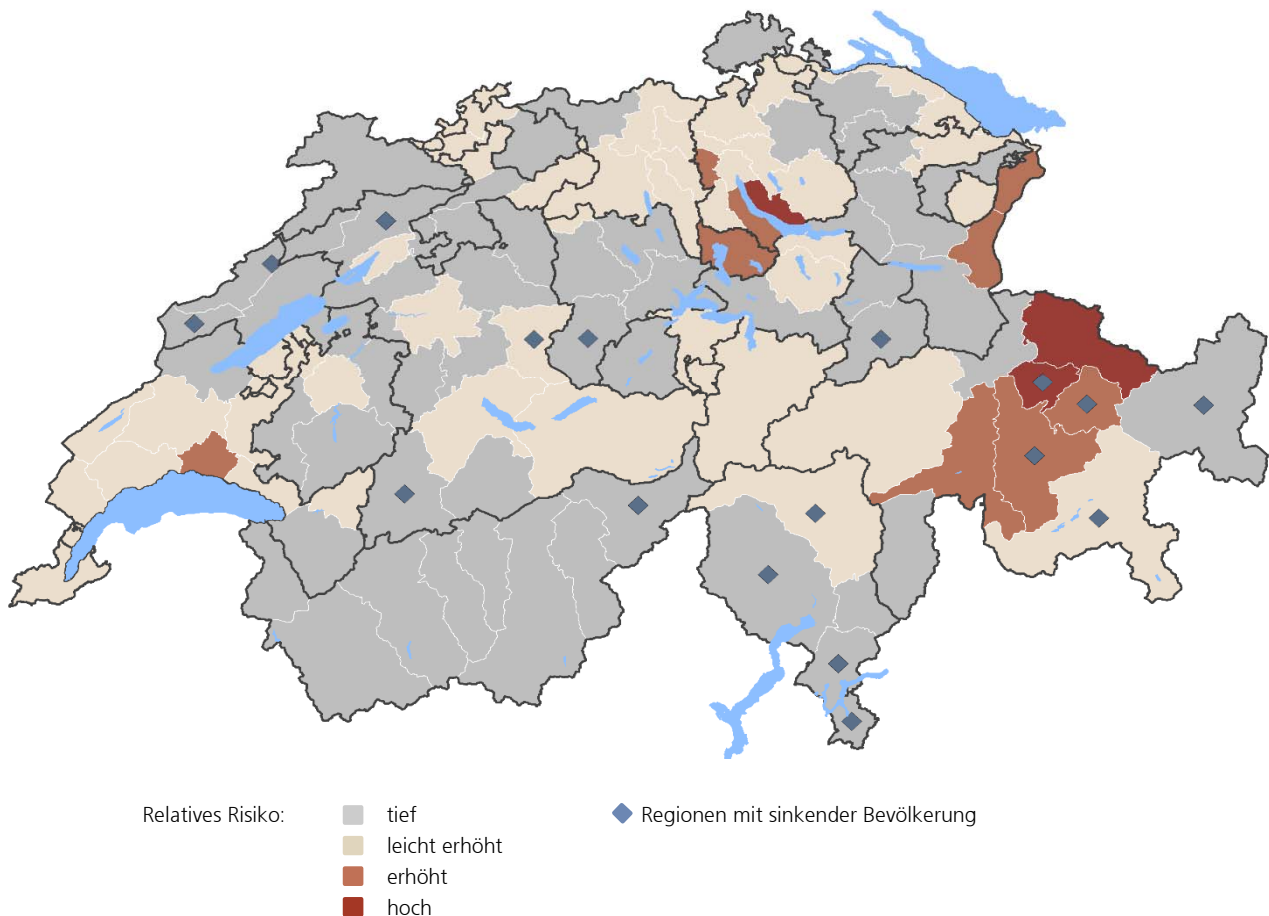 Relatives Risiko: tief Regionen mit sinkender Bevölkerung
leicht erhöht
erhöht
hoch